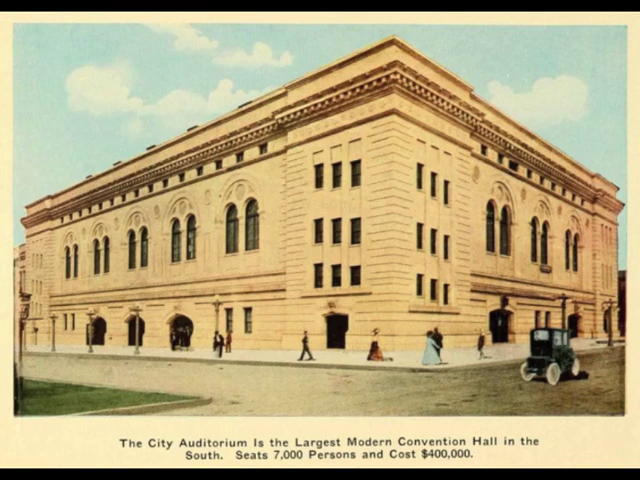 The City Auditorium Is the Largest Modern Convention Hall in the
South. Seats 7,000 Persons and Cost $400,000.